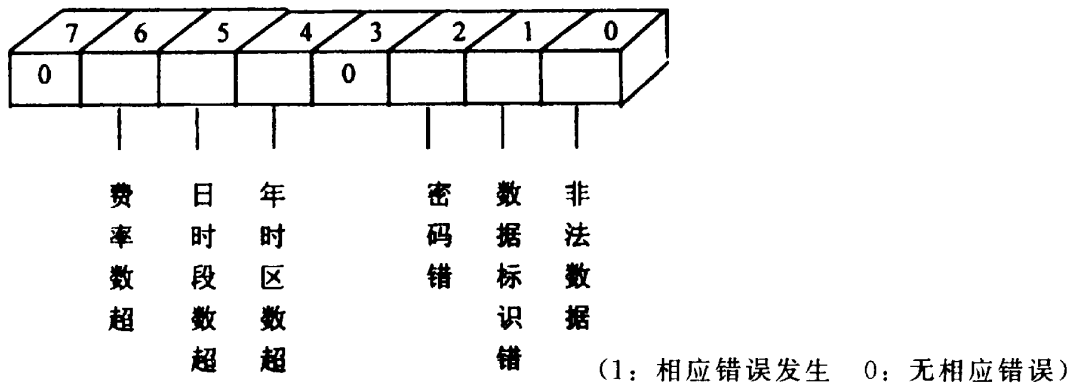 7 6 5 4 3 2 1 0
0 0
费率数超
日时段数超
年时区数超
密码错
数据标识错
非法数据
(1: 相应错误发生 0: 无相应错误)